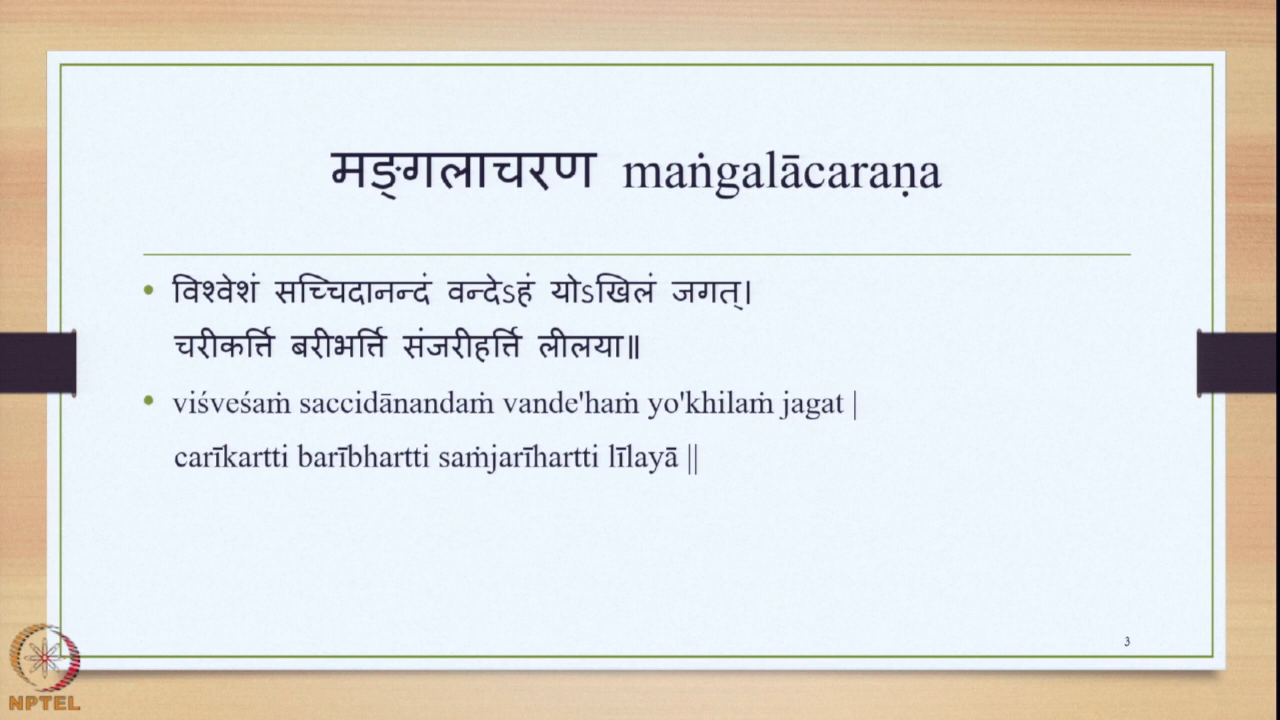 मङ्गलाचरण maṅgalācaraṇa
• विश्वेशं सच्चिदानन्दं वन्देऽहं योऽखिलं जगत्।
चरीकर्त्ति बरीभर्त्ति संजरीहर्त्ति लीलया॥
• viśveśaṁ saccidānandaṁ vande'haṁ yo'khilaṁ jagat |
carīkartti barībhartti saṁjarīhartti līlayā ||
3
NPTEL